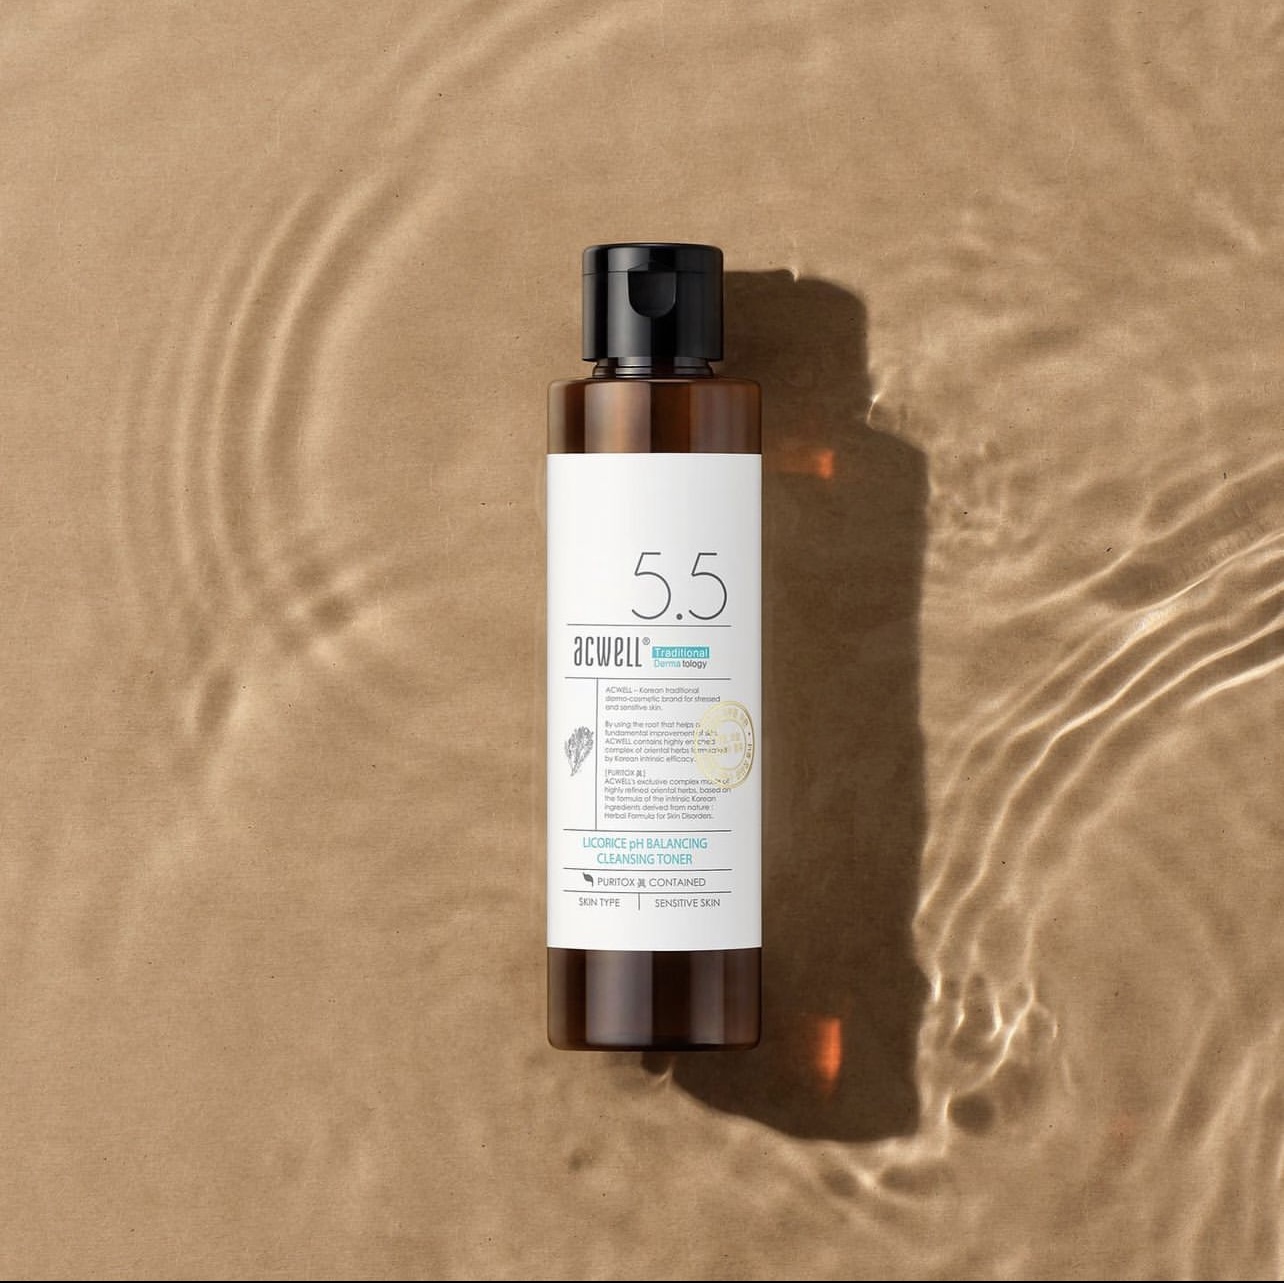 5.5
acwell®
Traditional
Dermatology
ACWELL – Korean traditional
dermo-cosmetic brand for stressed
and sensitive skin.
By using the root that helps
fundamental improvement of
ACWELL contains highly enriched
complex of oriental herbs formulated
by Korean intrinsic efficacy.
[PURITOX]
ACWELL's exclusive complex made of
highly refined oriental herbs, based on
the formula of the intrinsic Korean
ingredients derived from nature :
Herbal Formula for Skin Disorders.
LICORICE pH BALANCING
CLEANSING TONER
PURITOX CONTAINED
SKIN TYPE
SENSITIVE SKIN